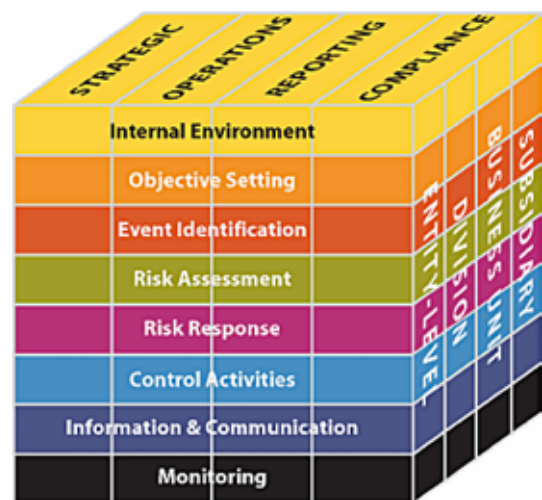 STRATEGIC
OPERATIONS
REPORTING
COMPLIANCE
Internal Environment
Objective Setting
Event Identification
Risk Assessment
Risk Response
Control Activities
Information & Communication
Monitoring
ENTITY-LEVEL
DIVISION
BUSINESS UNIT
SUBSIDIARY